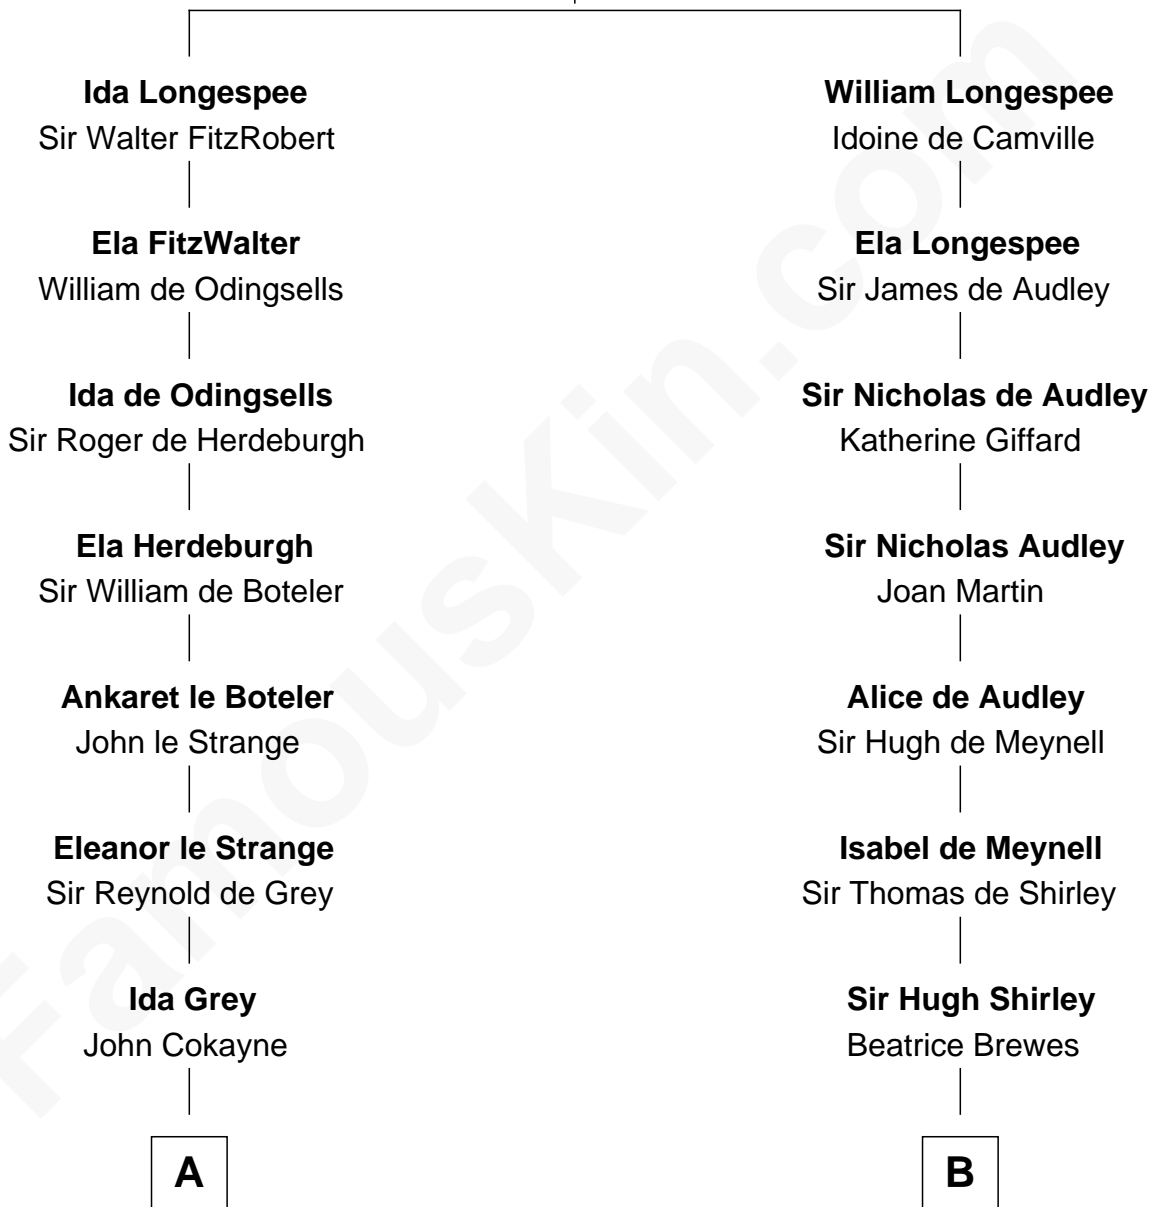 Ida Longespee
Sir Walter FitzRobert
William Longespee
Idoine de Camville
Ela FitzWalter
William de Odingsells
Ela Longespee
Sir James de Audley
Ida de Odingsells
Sir Roger de Herdeburgh
Sir Nicholas de Audley
Katherine Giffard
Ela Herdeburgh
Sir William de Boteler
Sir Nicholas Audley
Joan Martin
Ankaret le Boteler
John le Strange
Alice de Audley
Sir Hugh de Meynell
Eleanor le Strange
Sir Reynold de Grey
Isabel de Meynell
Sir Thomas de Shirley
Ida Grey
John Cokayne
Sir Hugh Shirley
Beatrice Brewes
A
B
FamousKin.com